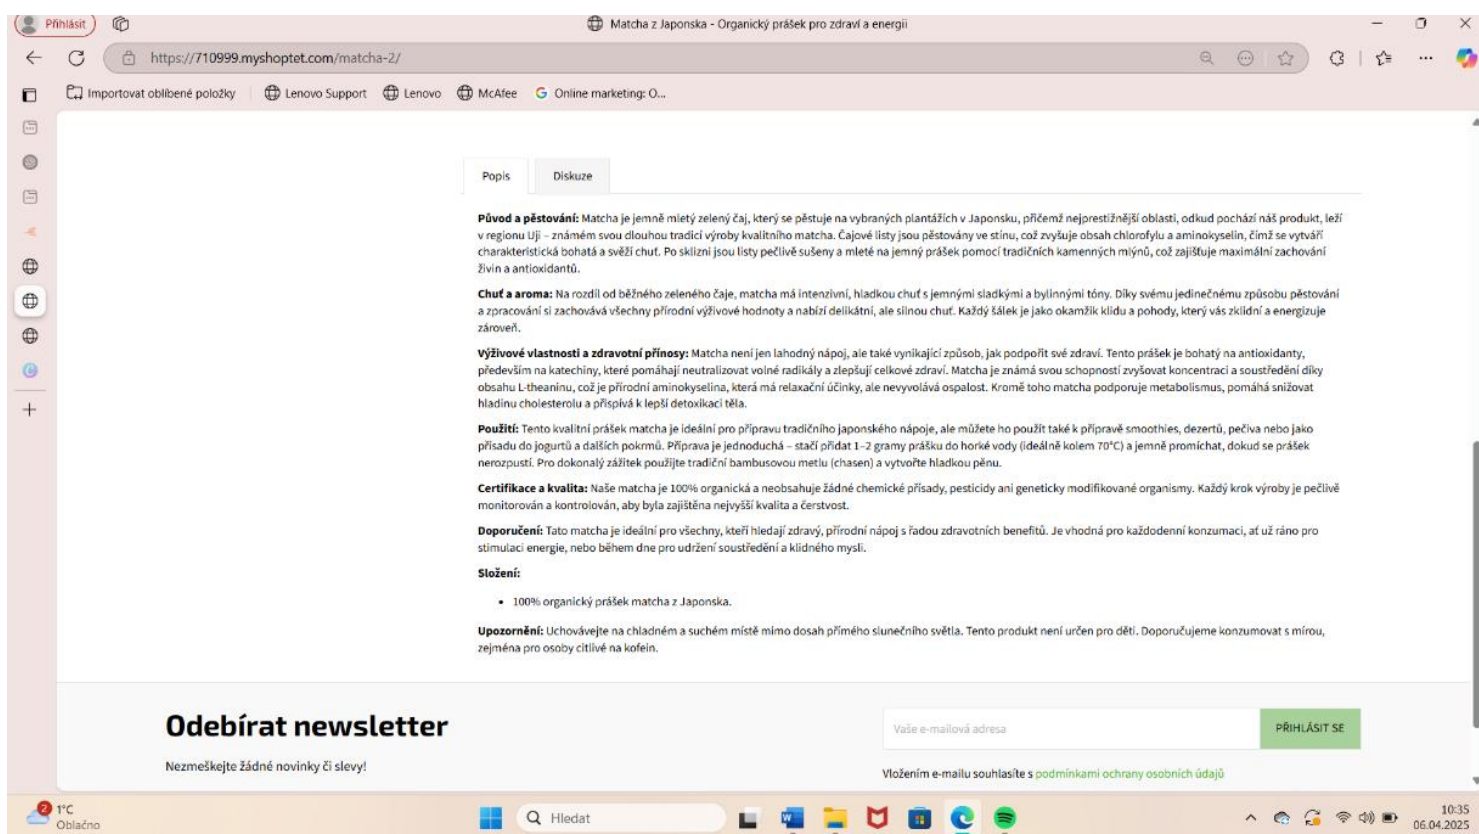 Přihlásit
Matcha z Japonska - Organický prášek pro zdraví a energii
https://710999.myshoptet.com/matcha-2/
Importovat oblíbené položky
Lenovo Support
Lenovo
McAfee
Online marketing: O...
Popis
Diskuze
Původ a pěstování: Matcha je jemně mletý zelený čaj, který se pěstuje na vybraných plantážích v Japonsku, přičemž nejprestižnější oblasti, odkud pochází náš produkt, leží
v regionu Uji – známém svou dlouhou tradicí výroby kvalitního matcha. Čajové listy jsou pěstovány ve stínu, což zvyšuje obsah chlorofylu a aminokyselin, čímž se vytváří
charakteristická bohatá a svěží chuť. Po sklizni jsou listy pečlivě sušeny a mleté na jemný prášek pomocí tradičních kamenných mlýnů, což zajišťuje maximální zachování
živin a antioxidantů.
Chuť a aroma: Na rozdíl od běžného zeleného čaje, matcha má intenzivní, hladkou chuť s jemnými sladkými a bylinnými tóny. Díky svému jedinečnému způsobu pěstování
a zpracování si zachovává všechny přírodní výživové hodnoty a nabízí delikátní, ale silnou chuť. Každý šálek je jako okamžik klidu a pohody, který vás zklidní a energizuje
zároveň.
Výživové vlastnosti a zdravotní přínosy: Matcha není jen lahodný nápoj, ale také vynikající způsob, jak podpořit své zdraví. Tento prášek je bohatý na antioxidanty,
především na katechiny, které pomáhají neutralizovat volné radikály a zlepšují celkové zdraví. Matcha je známá svou schopností zvyšovat koncentraci a soustředění díky
obsahu L-theaninu, což je přírodní aminokyselina, která má relaxační účinky, ale nevyvolává ospalost. Kromě toho matcha podporuje metabolismus, pomáhá snižovat
hladinu cholesterolu a přispívá k lepší detoxikaci těla.
Použití: Tento kvalitní prášek matcha je ideální pro přípravu tradičního japonského nápoje, ale můžete ho použít také k přípravě smoothies, dezertů, pečiva nebo jako
přísadu do jogurtů a dalších pokrmů. Příprava je jednoduchá – stačí přidat 1–2 gramy prášku do horké vody (ideálně kolem 70°C) a jemně promíchat, dokud se prášek
nerozpustí. Pro dokonalý zážitek použijte tradiční bambusovou metlu (chasen) a vytvořte hladkou pěnu.
Certifikace a kvalita: Naše matcha je 100% organická a neobsahuje žádné chemické přísady, pesticidy ani geneticky modifikované organismy. Každý krok výroby je pečlivě
monitorován a kontrolován, aby byla zajištěna nejvyšší kvalita a čerstvost.
Doporučení: Tato matcha je ideální pro všechny, kteří hledají zdravý, přírodní nápoj s řadou zdravotních benefitů. Je vhodná pro každodenní konzumaci, ať už ráno pro
stimulaci energie, nebo během dne pro udržení soustředění a klidného mysli.
Složení:
• 100% organický prášek matcha z Japonska.
Upozornění: Uchovávejte na chladném a suchém místě mimo dosah přímého slunečního světla. Tento produkt není určen pro děti. Doporučujeme konzumovat s mírou,
zejména pro osoby citlivé na kofein.
Odebírat newsletter
Nezmeškejte žádné novinky či slevy!
Vaše e-mailová adresa
PŘIHLÁSIT SE
Vložením e-mailu souhlasíte s podmínkami ochrany osobních údajů
2
1°C
Oblačno
Hledat
10:35
06.04.2025